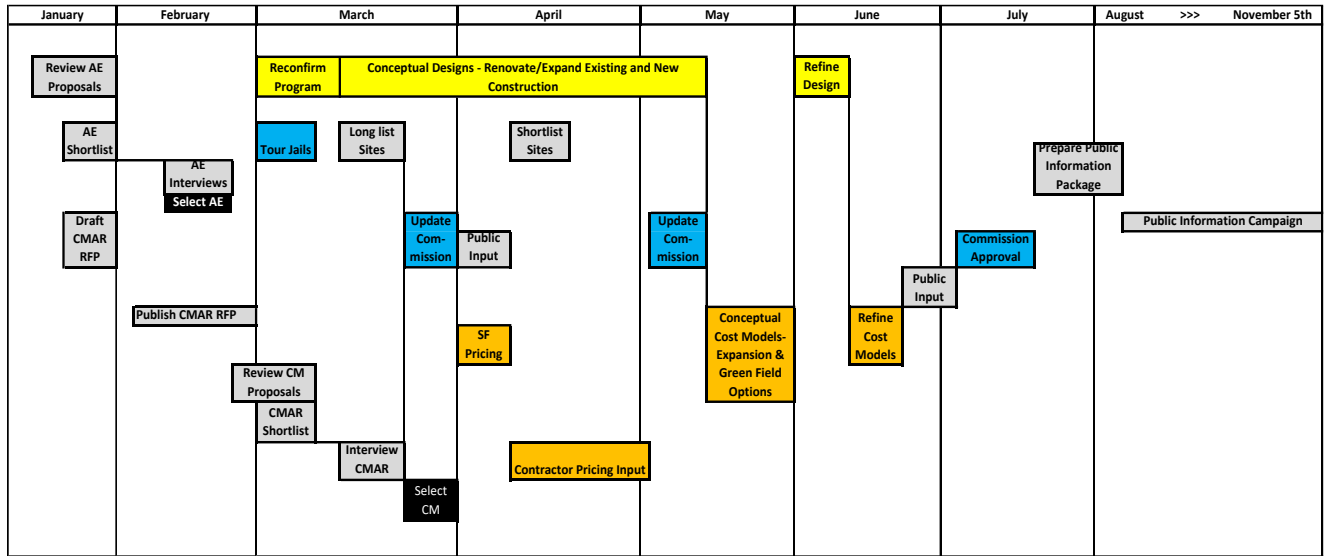 January February March April May June July August >>> November 5th
Review AE
Proposals
Reconfirm
Program
Conceptual Designs - Renovate/Expand Existing and New
Construction
Refine
Design
AE
Shortlist
Tour Jails
Long list
Sites
Shortlist
Sites
Prepare Public
Information
Package
AE
Interviews
Select AE
Draft
CMAR
RFP
Update
Com-
mission
Public
Input
Update
Com-
mission
Commission
Approval
Public Information Campaign
Public
Input
Publish CMAR RFP
SF
Pricing
Conceptual
Cost Models-
Expansion &
Green Field
Options
Refine
Cost
Models
Review CM
Proposals
CMAR
Shortlist
Interview
CMAR
Contractor Pricing Input
Select
CM